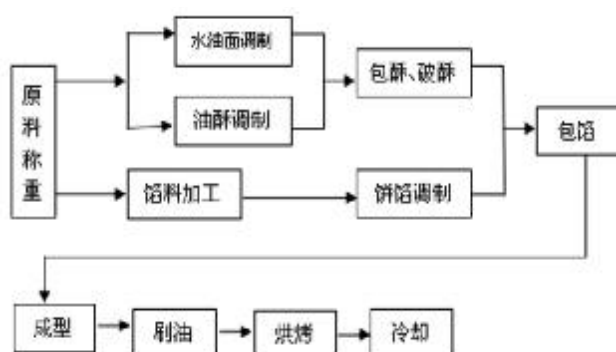 原料称重
水油面调制
油酥调制
包酥、破酥
馅料加工
饼馅调制
包馅
成型
刷油
烘烤
冷却